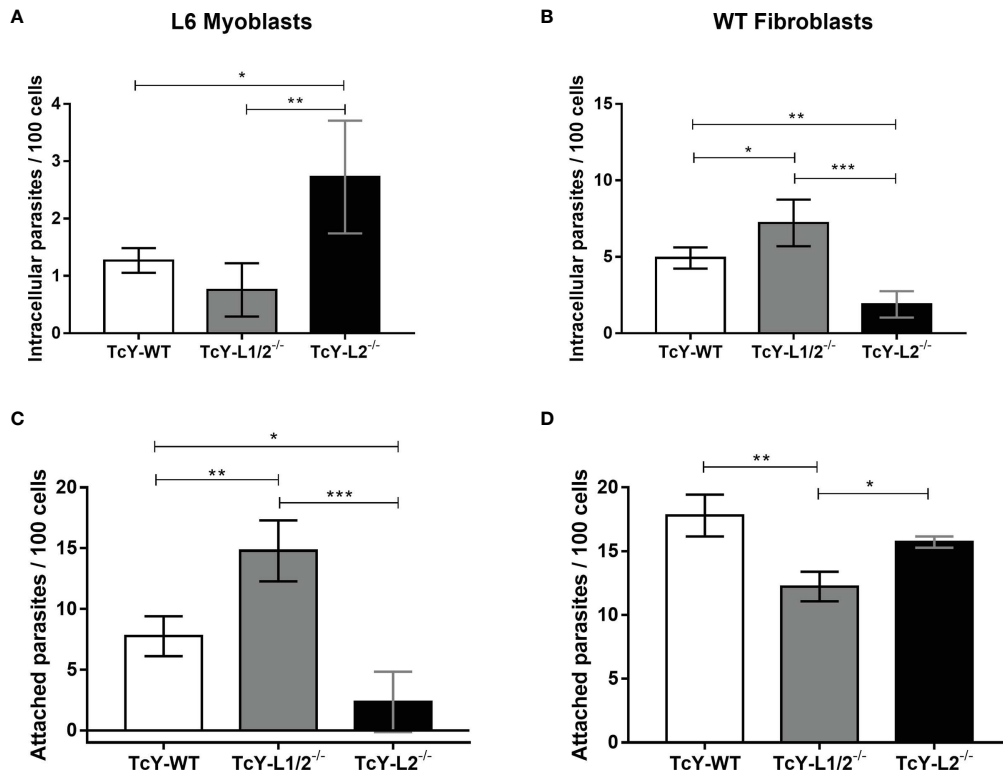 A
L6 Myoblasts
B
WT Fibroblasts
Intracellular parasites / 100 cells
4
3
2
1
0
*
**
TcY-WT
TcY-L1/2⁻/⁻
TcY-L2⁻/⁻
Intracellular parasites / 100 cells
15
10
5
0
**
*
***
TcY-WT
TcY-L1/2⁻/⁻
TcY-L2⁻/⁻
C
Attached parasites / 100 cells
20
15
10
5
0
*
**
***
TcY-WT
TcY-L1/2⁻/⁻
TcY-L2⁻/⁻
D
Attached parasites / 100 cells
20
15
10
5
0
**
*
TcY-WT
TcY-L1/2⁻/⁻
TcY-L2⁻/⁻